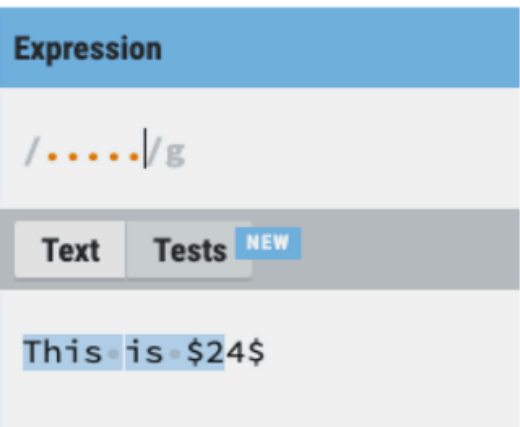 Expression
/...../g
Text Tests NEW
This is $24$